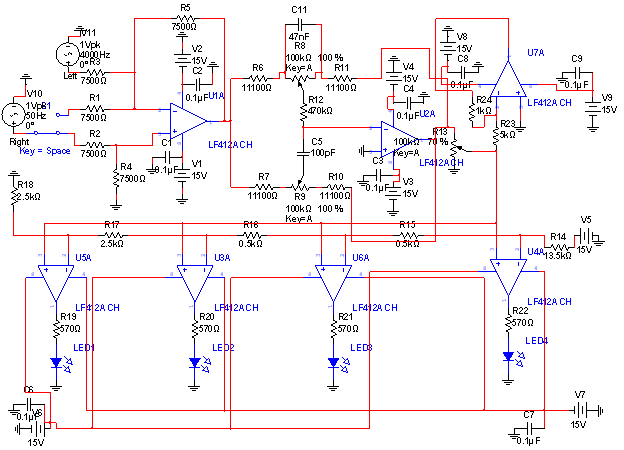 V11
1Vpk
4000Hz
0°
Left
R3
7500Ω
R5
7500Ω
V2
15V
C2
0.1µF
U1A
LF412ACH
V10
1Vpk
50Hz
0°
Right
R1
7500Ω
Key = Space
R2
7500Ω
R4
7500Ω
C1
0.1µF
V1
15V
C11
47nF
R8
100kΩ 100 %
Key=A
R6
11100Ω
R11
11100Ω
R12
470kΩ
C5
100pF
R7
11100Ω
R9
100kΩ 100 %
Key=A
R10
11100Ω
V4
15V
C4
0.1µF
U2A
LF412ACH
C3
0.1µF
V3
15V
R13
100kΩ 70 %
Key=A
V8
15V
C8
0.1µF
U7A
LF412ACH
R24
1kΩ
R23
5kΩ
C9
0.1µF
V9
15V
R18
2.5kΩ
R17
2.5kΩ
R16
0.5kΩ
R15
0.5kΩ
R14
13.5kΩ
V5
15V
U5A
LF412ACH
U3A
LF412ACH
U6A
LF412ACH
U4A
LF412ACH
R19
570Ω
R20
570Ω
R21
570Ω
R22
570Ω
LED1
LED2
LED3
LED4
C6
0.1µF
V6
15V
C7
0.1µF
V7
15V